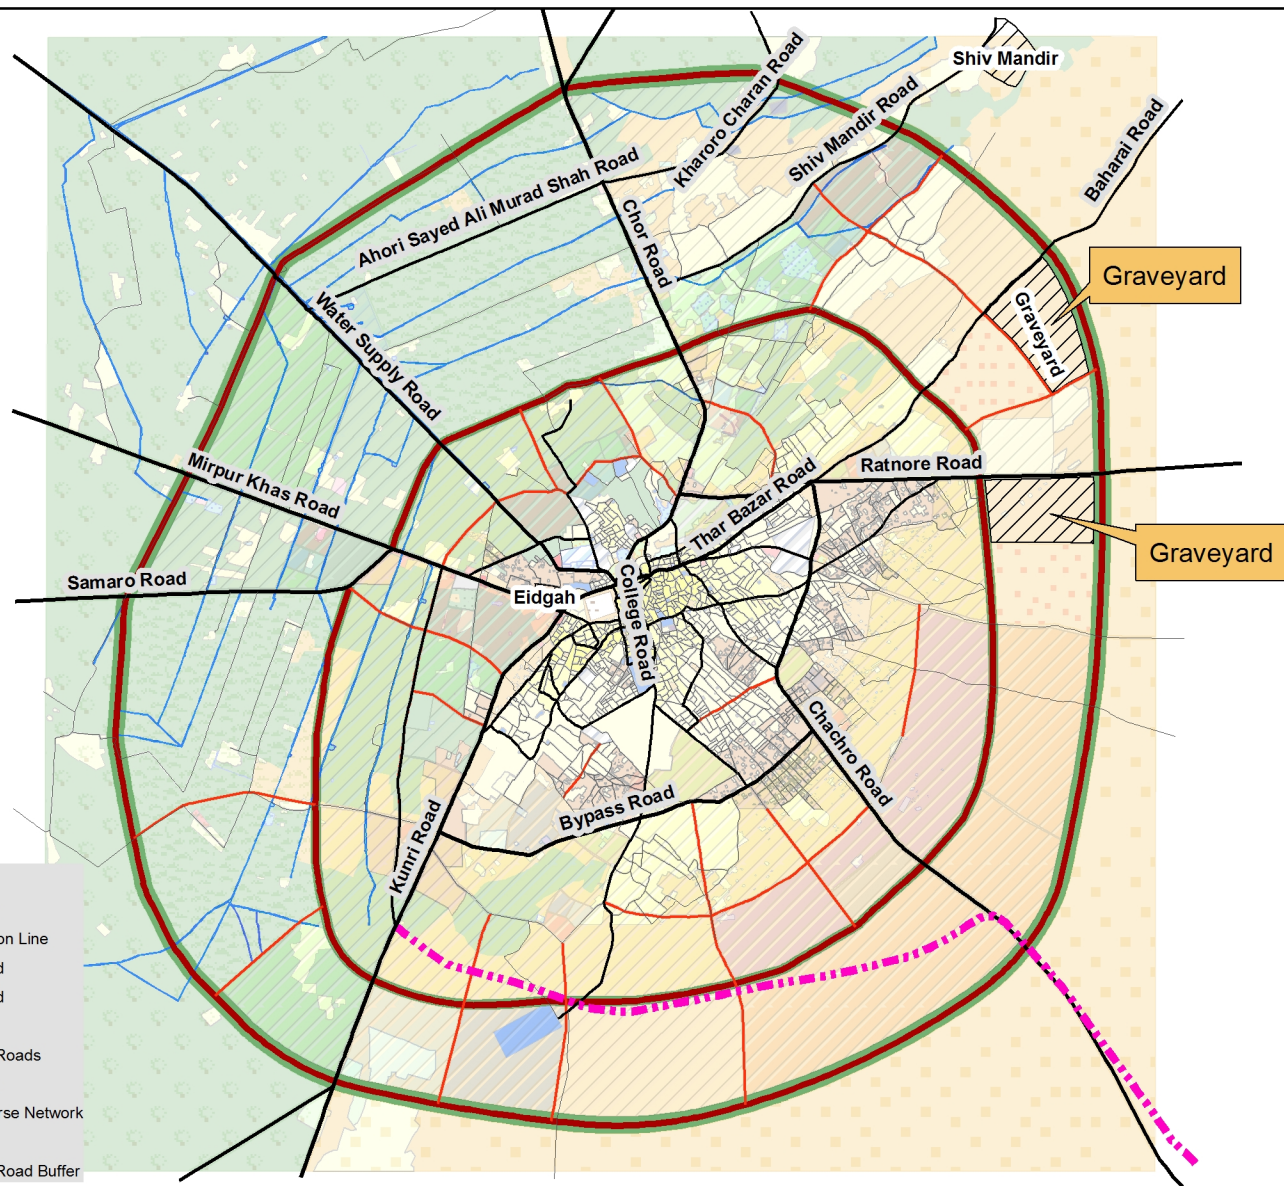 Shiv Mandir
Kharoro Charan Road
Shiv Mandir Road
Baharai Road
Ahori Sayed Ali Murad Shah Road
Chor Road
Graveyard
Graveyard
Water Supply Road
Mirpur Khas Road
Thar Bazar Road
Ratnore Road
Graveyard
Samaro Road
Eidgah
College Road
Chachro Road
Bypass Road
Kunri Road
on Line
d
d
Roads
rse Network
Road Buffer